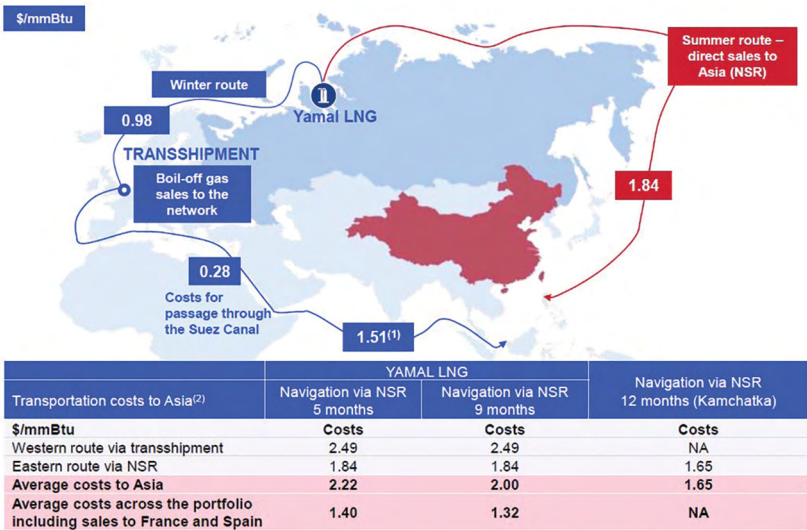 $/mmBtu
Summer route –
direct sales to
Asia (NSR)
Winter route
Yamal LNG
0.98
TRANSSHIPMENT
Boil-off gas
sales to the
network
1.84
0.28
Costs for
passage through
the Suez Canal
1.51(1)
YAMAL LNG
Transportation costs to Asia(2)
Navigation via NSR
5 months
Navigation via NSR
9 months
Navigation via NSR
12 months (Kamchatka)
$/mmBtu Costs Costs Costs
Western route via transshipment 2.49 2.49 NA
Eastern route via NSR 1.84 1.84 1.65
Average costs to Asia 2.22 2.00 1.65
Average costs across the portfolio
including sales to France and Spain 1.40 1.32 NA